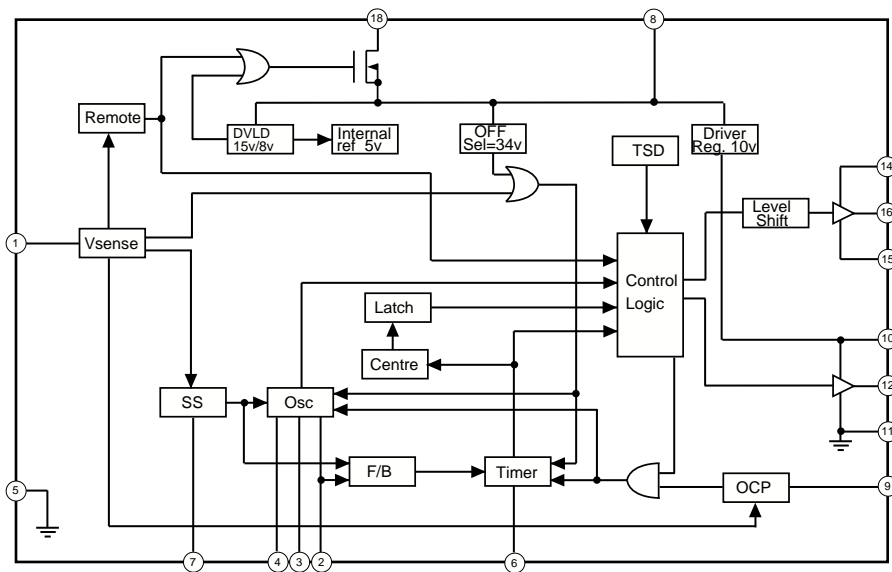 18
8
Remote
DVLD
15v/8v
Internal
ref 5v
OFF
Sel=34v
TSD
Driver
Reg. 10v
14
Level
Shift
16
1
Vsense
15
Control
Logic
Latch
10
Centre
12
SS
Osc
11
F/B
Timer
5
OCP
9
7
4
3
2
6